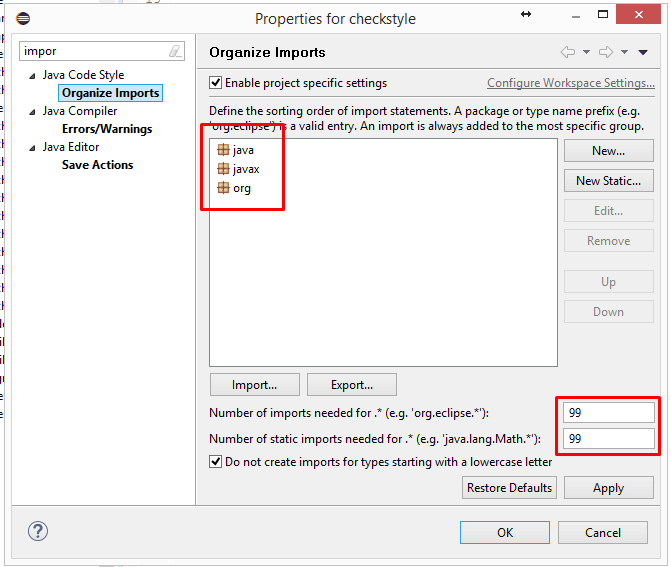 Properties for checkstyle
impor
Java Code Style
Organize Imports
Java Compiler
Errors/Warnings
Java Editor
Save Actions
Organize Imports
Enable project specific settings
Configure Workspace Settings...
Define the sorting order of import statements. A package or type name prefix (e.g.
'org.eclipse') is a valid entry. An import is always added to the most specific group.
java
javax
org
New...
New Static...
Edit...
Remove
Up
Down
Import...
Export...
Number of imports needed for .* (e.g. 'org.eclipse.*'):
99
Number of static imports needed for .* (e.g. 'java.lang.Math.*'):
99
Do not create imports for types starting with a lowercase letter
Restore Defaults
Apply
OK
Cancel